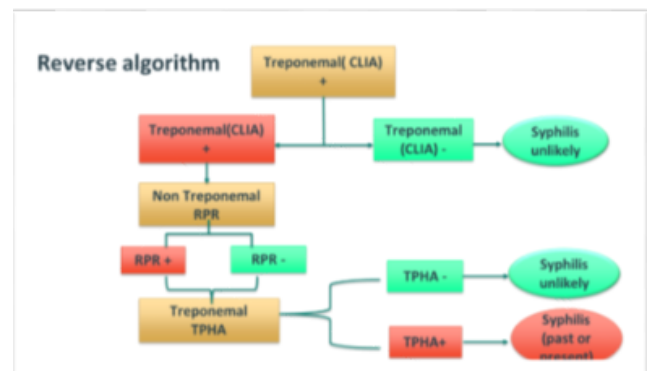 Reverse algorithm
Treponemal( CLIA)
+
Treponemal(CLIA)
+
Treponemal
(CLIA) -
Syphilis
unlikely
Non Treponemal
RPR
RPR +
RPR -
Treponemal
TPHA
TPHA -
Syphilis
unlikely
TPHA+
Syphilis
(past or
present)